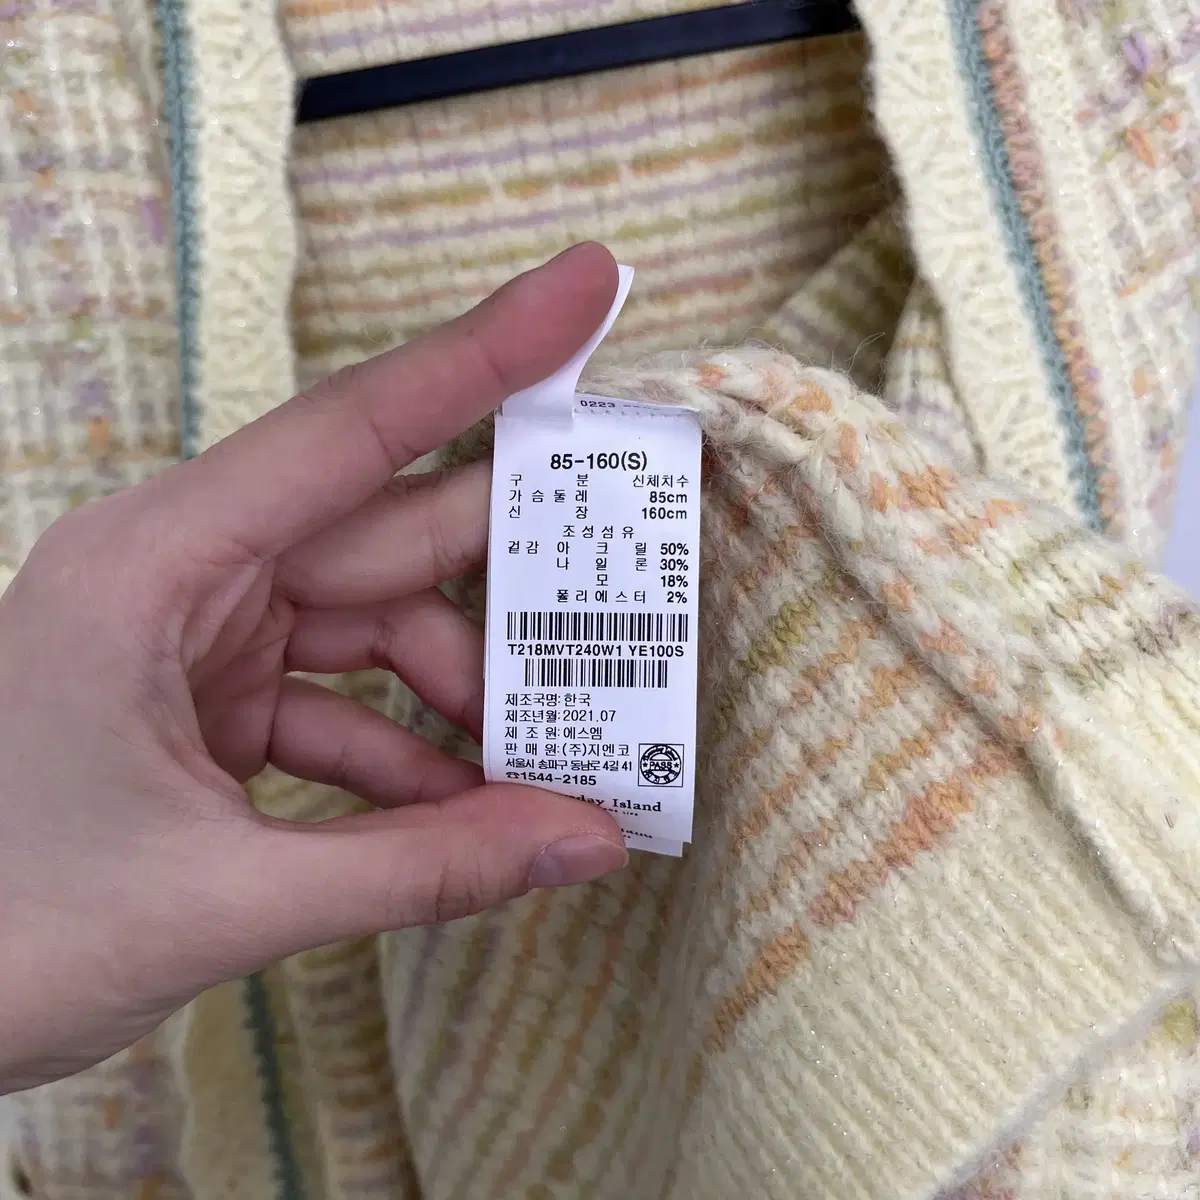 0223
85-160(S)
구 분 신체치수
가슴둘레 85cm
신 장 160cm
조성섬유
겉감 아 크 릴 50%
나 일 론 30%
모 18%
폴리에스터 2%
T218MVT240W1 YE100S
제조국명:한국
제조년월:2021.07
제 조 원:에스엠
판 매 원:(주)지엔코
서울시 송파구 동남로 4길 41
☎1544-2185
PASS
Island